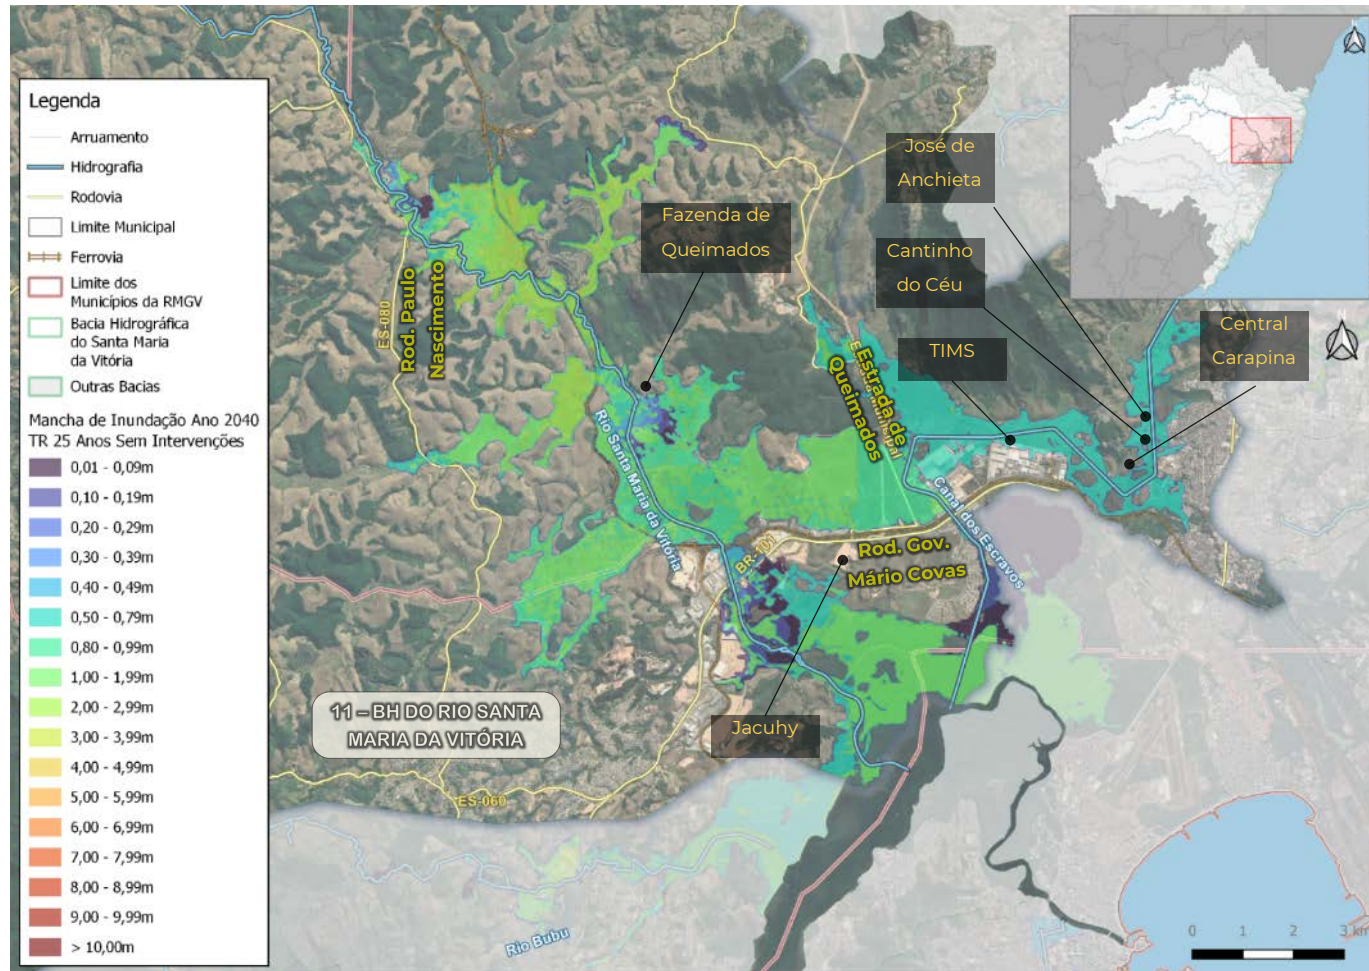 Legenda
Arruamento
Hidrografia
Rodovia
Limite Municipal
Ferrovia
Limite dos
Municípios da RMGV
Bacia Hidrográfica
do Santa Maria
da Vitória
Outras Bacias
Mancha de Inundação Ano 2040
TR 25 Anos Sem Intervenções
0,01 - 0,09m
0,10 - 0,19m
0,20 - 0,29m
0,30 - 0,39m
0,40 - 0,49m
0,50 - 0,79m
0,80 - 0,99m
1,00 - 1,99m
2,00 - 2,99m
3,00 - 3,99m
4,00 - 4,99m
5,00 - 5,99m
6,00 - 6,99m
7,00 - 7,99m
8,00 - 8,99m
9,00 - 9,99m
> 10,00m
José de
Anchieta
Fazenda de
Queimados
Cantinho
do Céu
Central
Carapina
TIMS
N
ES-080
Rod. Paulo
Nascimento
Estrada de
Queimados
Rio Santa Maria da Vitória
Canal dos Escravos
BR-101
Rod. Gov.
Mário Covas
Jacuhy
11 – BH DO RIO SANTA
MARIA DA VITÓRIA
ES-060
Rio Bubu
0 1 2 3 km